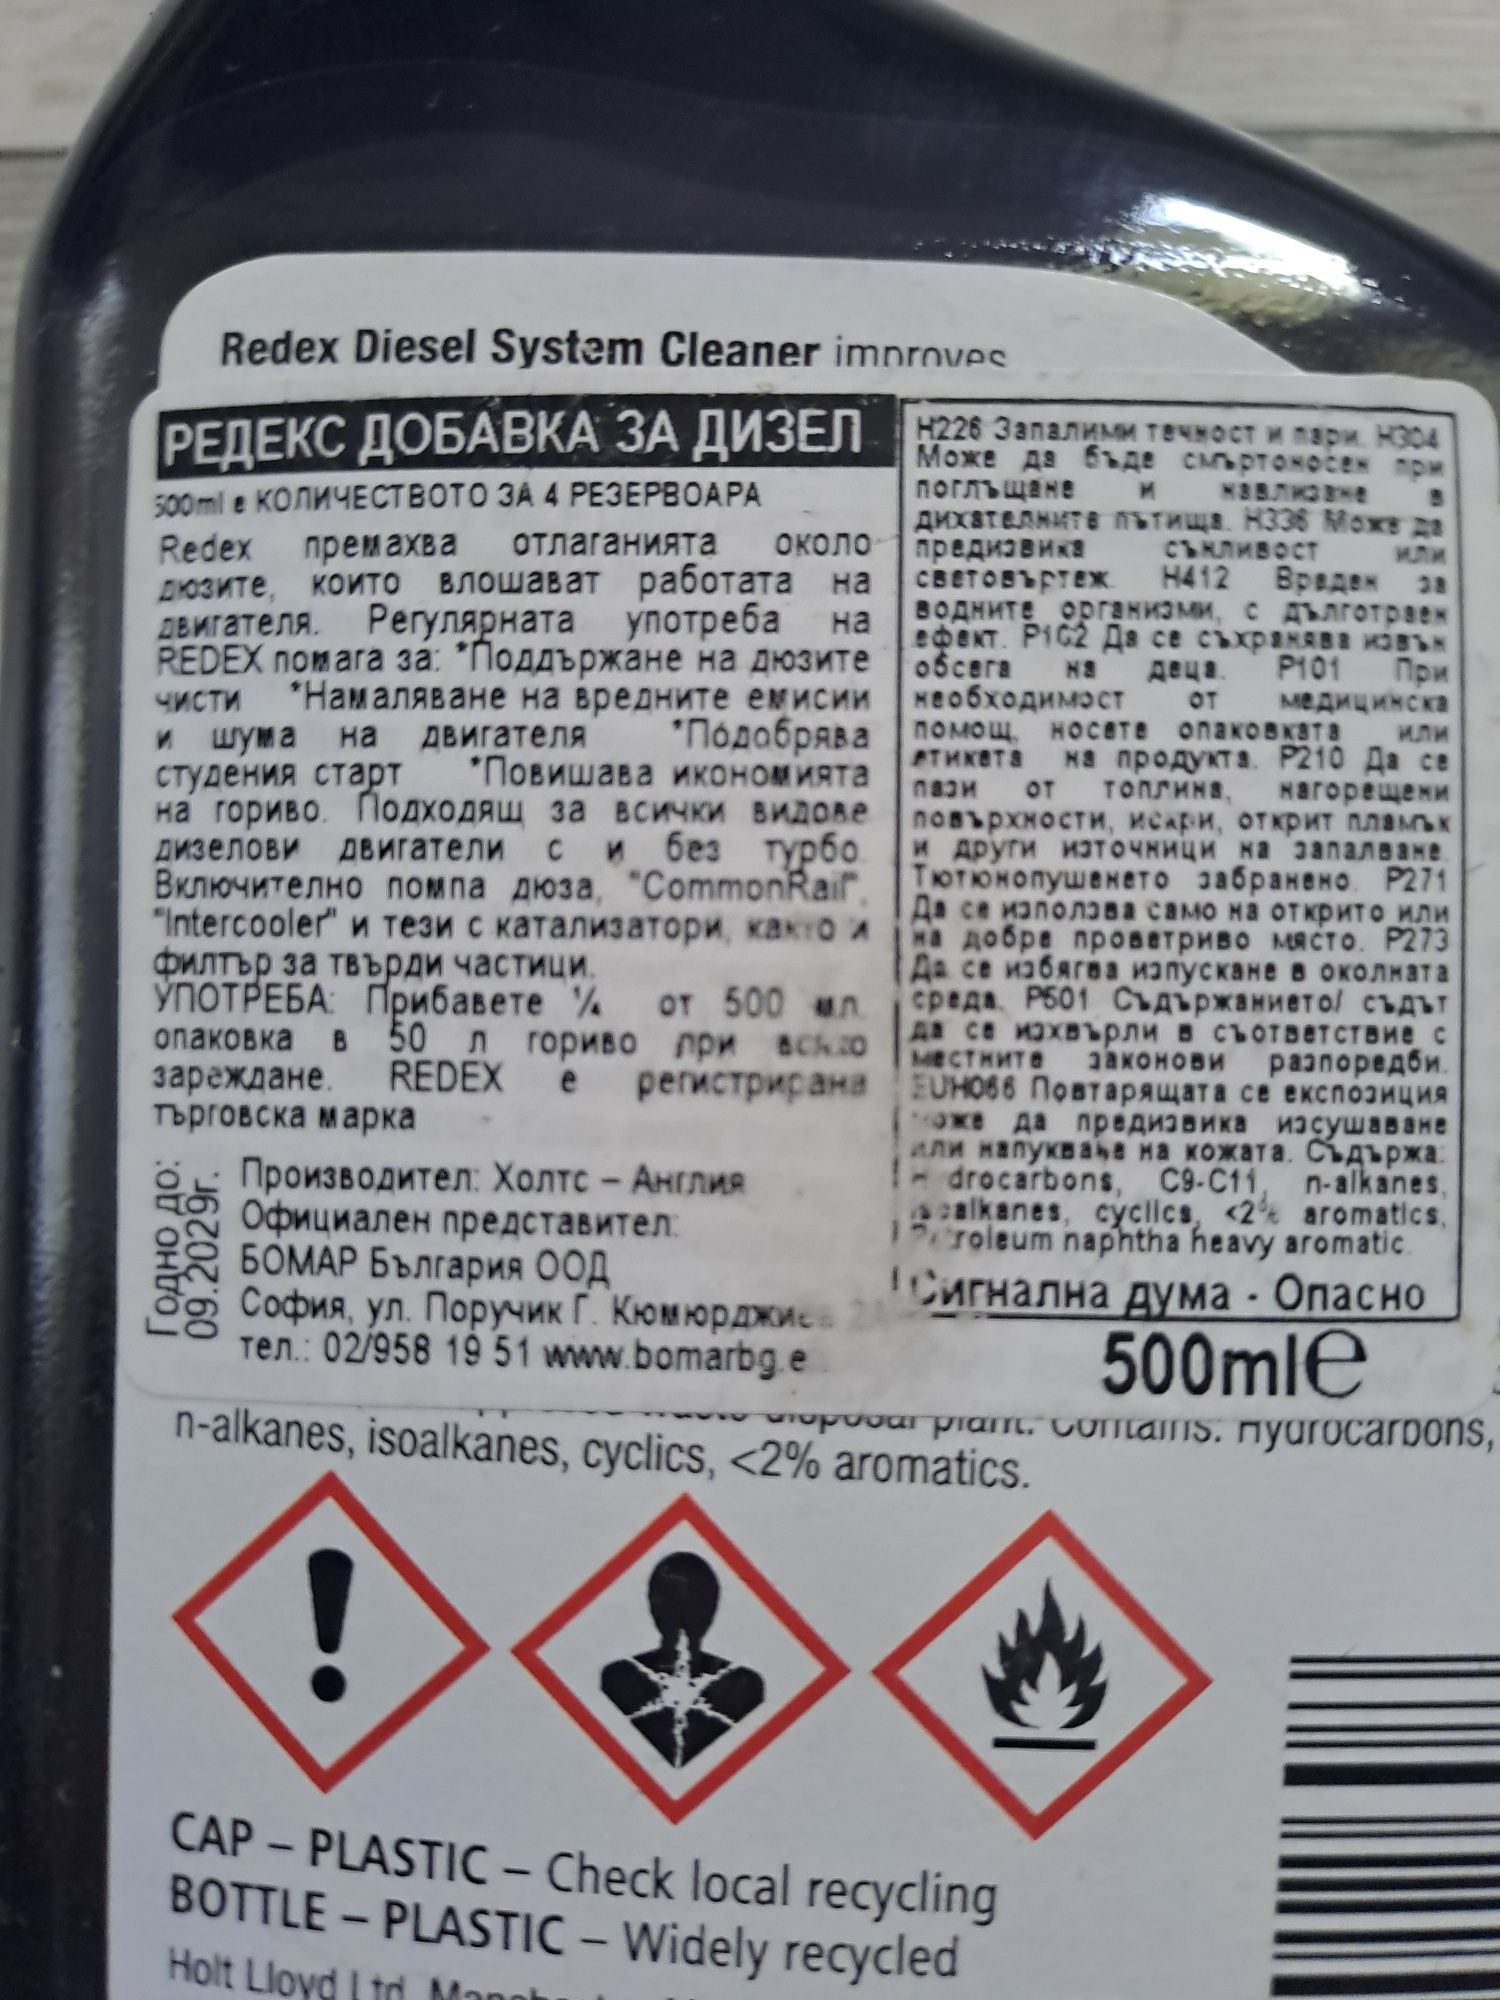 Redex Diesel System Cleaner improves
РЕДЕКС ДОБАВКА ЗА ДИЗЕЛ
500ml e КОЛИЧЕСТВОТО ЗА 4 РЕЗЕРВОАРА
Redex премахва отлаганията около
дюзите, които влошават работата на
двигателя. Регулярната употреба на
REDEX помага за: *Поддържане на дюзите
чисти *Намаляване на вредните емисии
и шума на двигателя *Подобрява
студения старт *Повишава икономията
на гориво. Подходящ за всички видове
дизелови двигатели с и без турбо.
Включително помпа дюза, "CommonRail",
"Intercooler" и тези с катализатори, както и
филтър за твърди частици.
УПОТРЕБА: Прибавете ¼ от 500 мл.
опаковка в 50 л гориво при всяко
зареждане. REDEX е регистрирана
търговска марка
Годно до:
09.2029г.
Производител: Холтс – Англия
Официален представител:
БОМАР България ООД
София, ул. Поручик Г. Кюмюрджиев
тел.: 02/958 19 51 www.bomarbg.e
H226 Запалими течност и пари. H304
Може да бъде смъртоносен при
поглъщане и навлизане в
дихателните пътища. H336 Може да
предизвика сънливост или
световъртеж. H412 Вреден за
водните организми, с дълготраен
ефект. P102 Да се съхранява извън
обсега на деца. P101 При
необходимост от медицинска
помощ, носете опаковката или
етикета на продукта. P210 Да се
пази от топлина, нагорещени
повърхности, искри, открит пламък
и други източници на запалване.
Тютюнопушенето забранено. P271
Да се използва само на открито или
на добре проветриво място. P273
Да се избягва изпускане в околната
среда. P501 Съдържанието/ съдът
да се изхвърли в съответствие с
местните законови разпоредби.
EUH066 Повтарящата се експозиция
може да предизвика изсушаване
или напукване на кожата. Съдържа:
Hydrocarbons, C9-C11, n-alkanes,
isoalkanes, cyclics, <2% aromatics,
Petroleum naphtha heavy aromatic.
Сигнална дума - Опасно
500ml e
waste disposal plant. Contains: Hydrocarbons,
n-alkanes, isoalkanes, cyclics, <2% aromatics.
CAP – PLASTIC – Check local recycling
BOTTLE – PLASTIC – Widely recycled
Holt Lloyd Ltd,